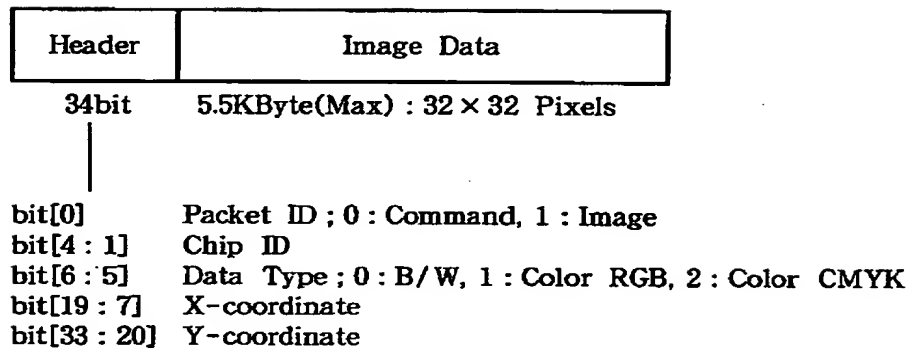 Header Image Data
34bit 5.5KByte(Max) : 32 × 32 Pixels
bit[0] Packet ID ; 0 : Command, 1 : Image
bit[4 : 1] Chip ID
bit[6 : 5] Data Type ; 0 : B/W, 1 : Color RGB, 2 : Color CMYK
bit[19 : 7] X-coordinate
bit[33 : 20] Y-coordinate